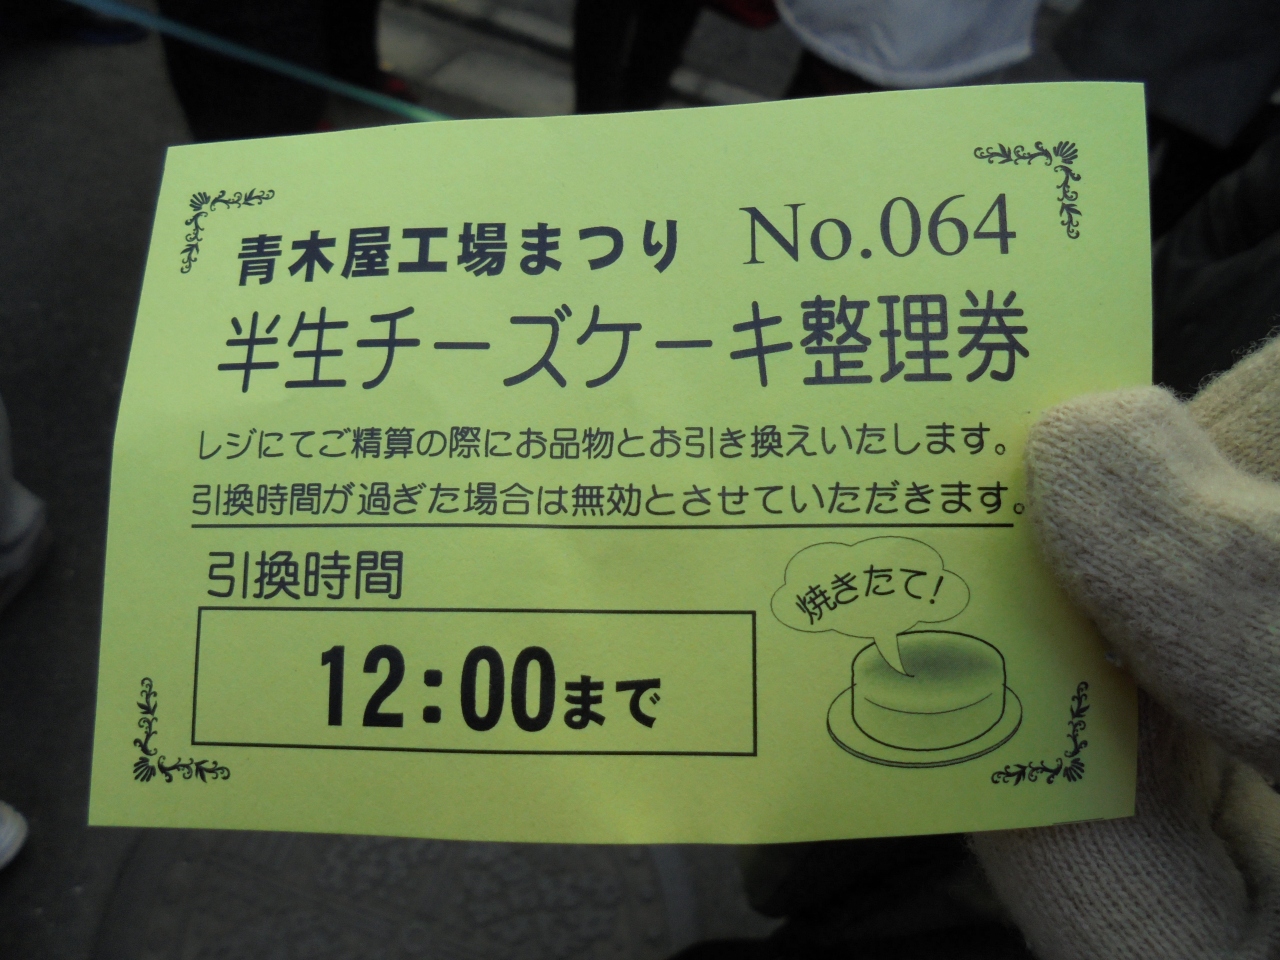 青木屋工場まつり No.064
半生チーズケーキ整理券
レジにてご精算の際にお品物とお引き換えいたします。
引換時間が過ぎた場合は無効とさせていただきます。
引換時間
12:00まで
焼きたて!